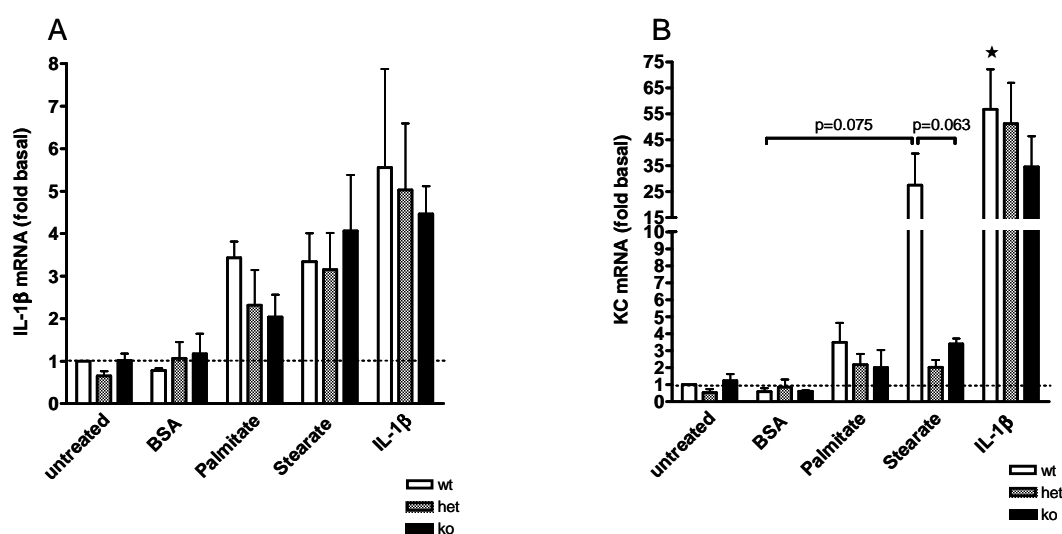 A
IL-1β mRNA (fold basal)
8
7
6
5
4
3
2
1
0
untreated
BSA
Palmitate
Stearate
IL-1β
wt
het
ko
B
KC mRNA (fold basal)
75
65
55
45
35
25
15
10
8
6
5
4
3
2
1
0
★
p=0.075
p=0.063
untreated
BSA
Palmitate
Stearate
IL-1β
wt
het
ko